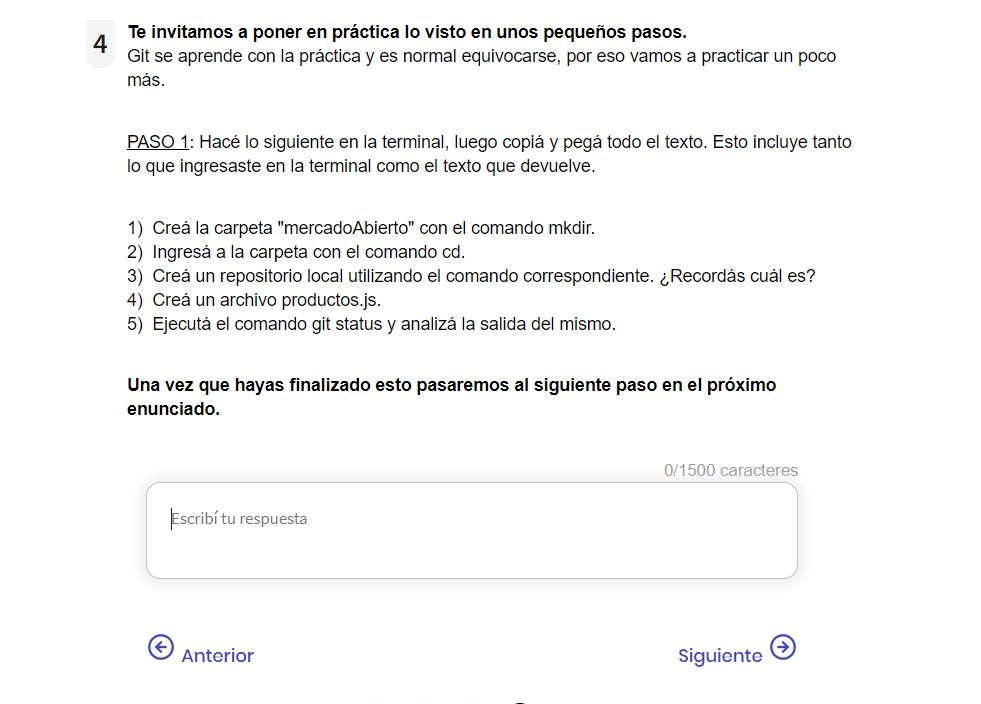 4
Te invitamos a poner en práctica lo visto en unos pequeños pasos.
Git se aprende con la práctica y es normal equivocarse, por eso vamos a practicar un poco
más.
PASO 1: Hacé lo siguiente en la terminal, luego copiá y pegá todo el texto. Esto incluye tanto
lo que ingresaste en la terminal como el texto que devuelve.
1) Creá la carpeta "mercadoAbierto" con el comando mkdir.
2) Ingresá a la carpeta con el comando cd.
3) Creá un repositorio local utilizando el comando correspondiente. ¿Recordás cuál es?
4) Creá un archivo productos.js.
5) Ejecutá el comando git status y analizá la salida del mismo.
Una vez que hayas finalizado esto pasaremos al siguiente paso en el próximo
enunciado.
0/1500 caracteres
Escribí tu respuesta
Anterior
Siguiente